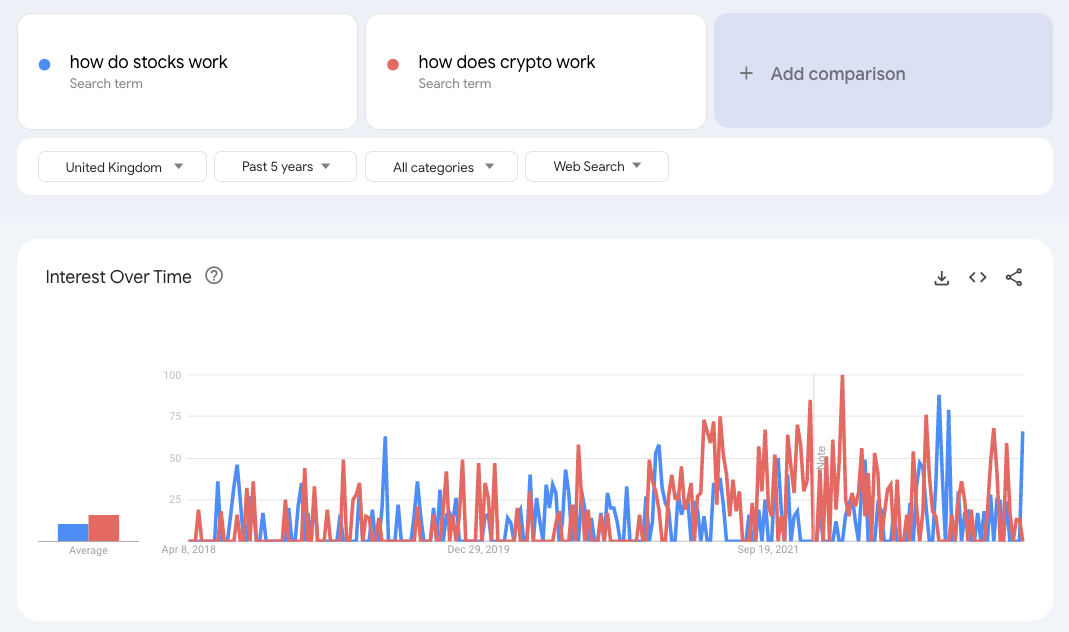 how do stocks work
Search term
how does crypto work
Search term
+ Add comparison
United Kingdom
Past 5 years
All categories
Web Search
Interest Over Time
100
75
50
25
Note
Average
Apr 8, 2018
Dec 29, 2019
Sep 19, 2021